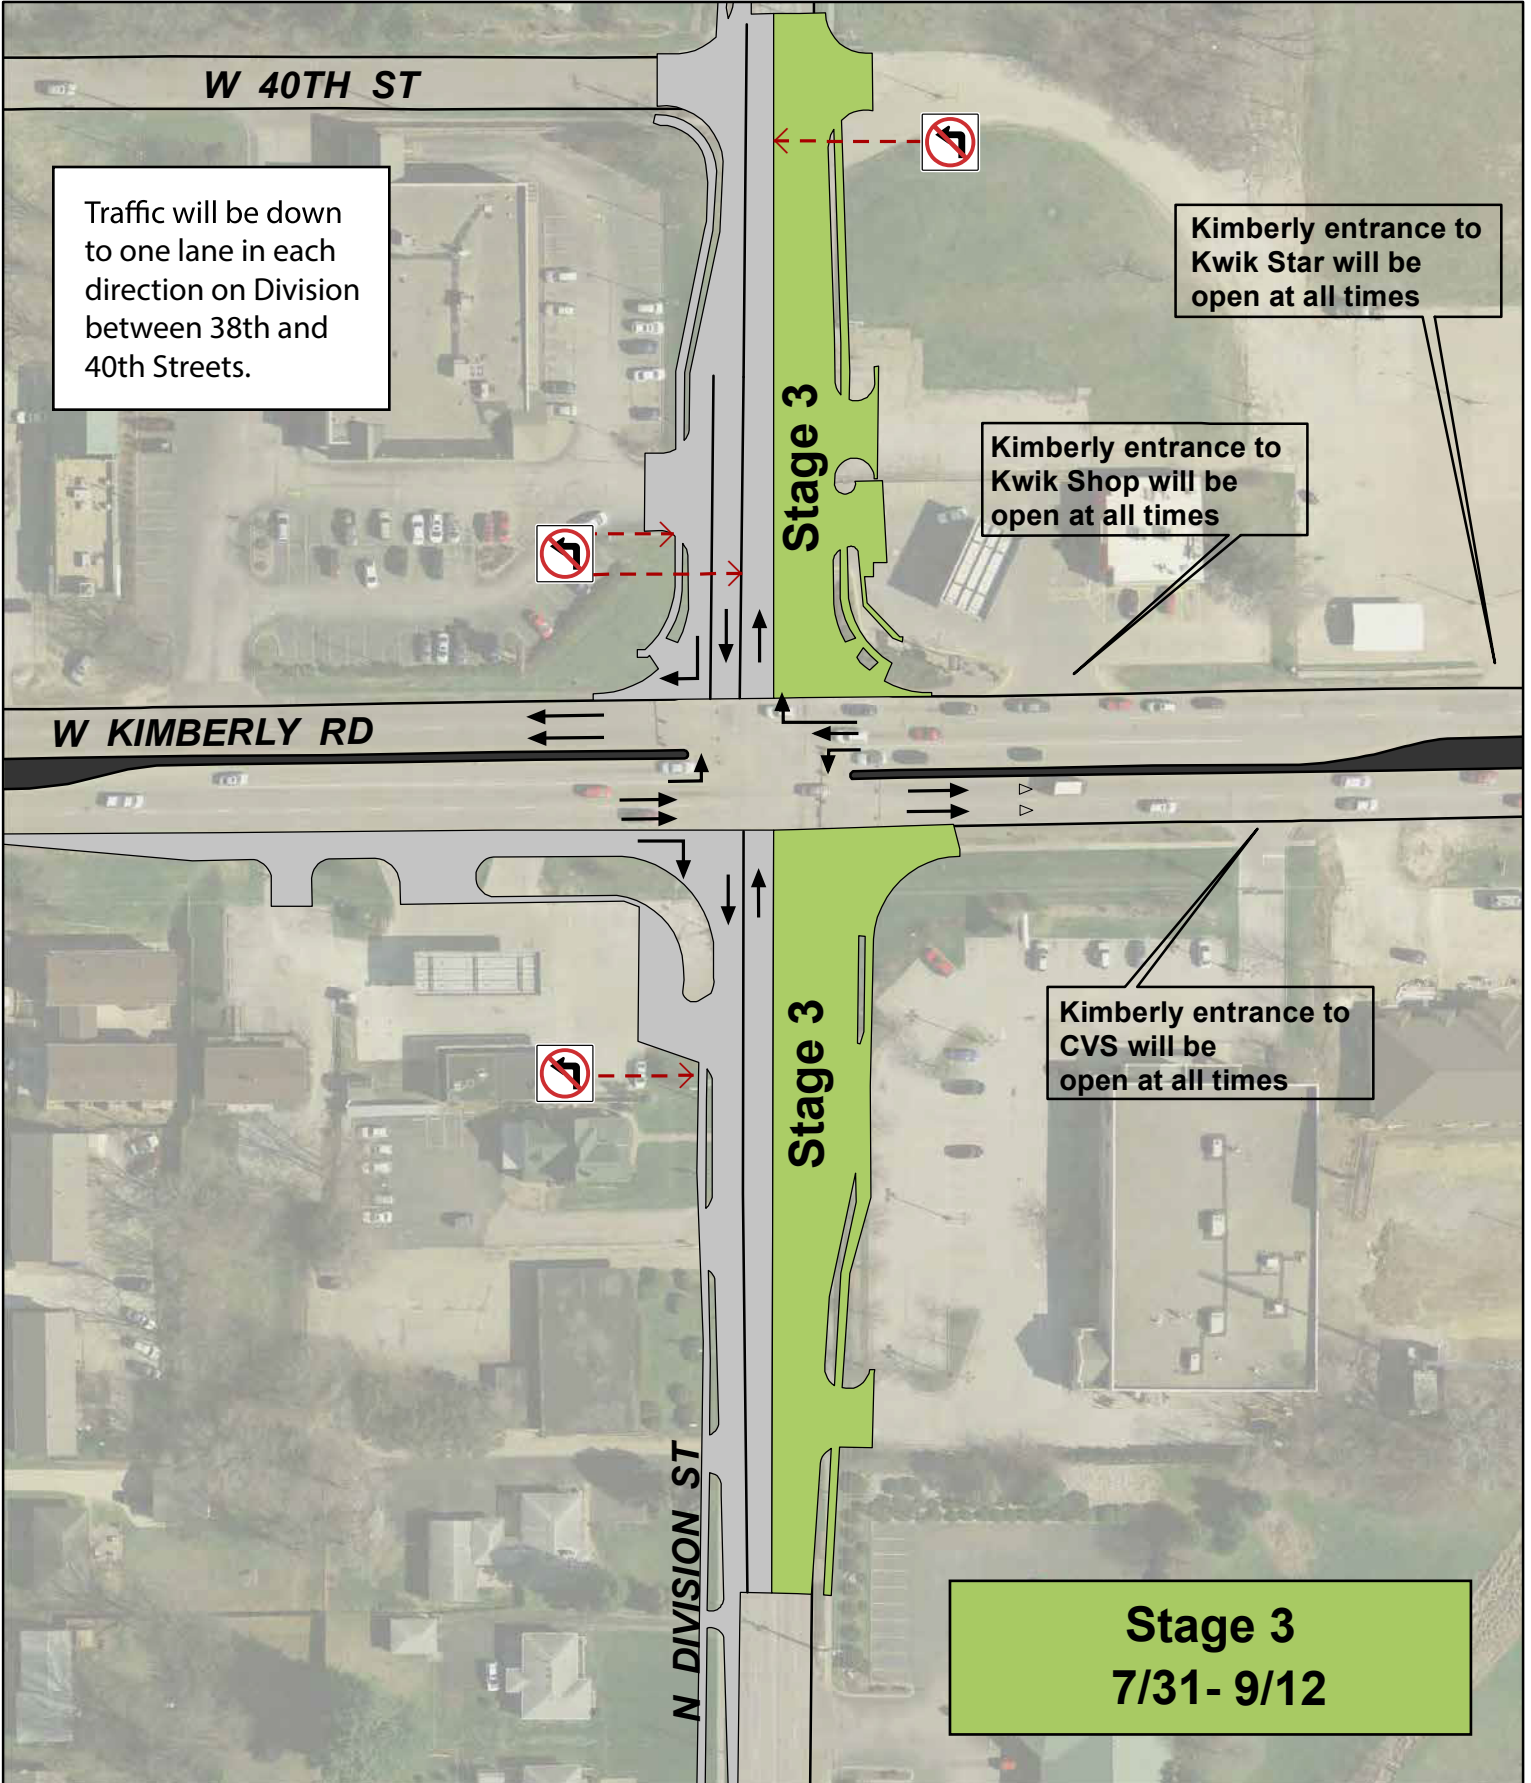 W 40TH ST
Traffic will be down
to one lane in each
direction on Division
between 38th and
40th Streets.
Kimberly entrance to
Kwik Star will be
open at all times
Stage 3
Kimberly entrance to
Kwik Shop will be
open at all times
W KIMBERLY RD
Kimberly entrance to
CVS will be
open at all times
Stage 3
N DIVISION ST
Stage 3
7/31- 9/12